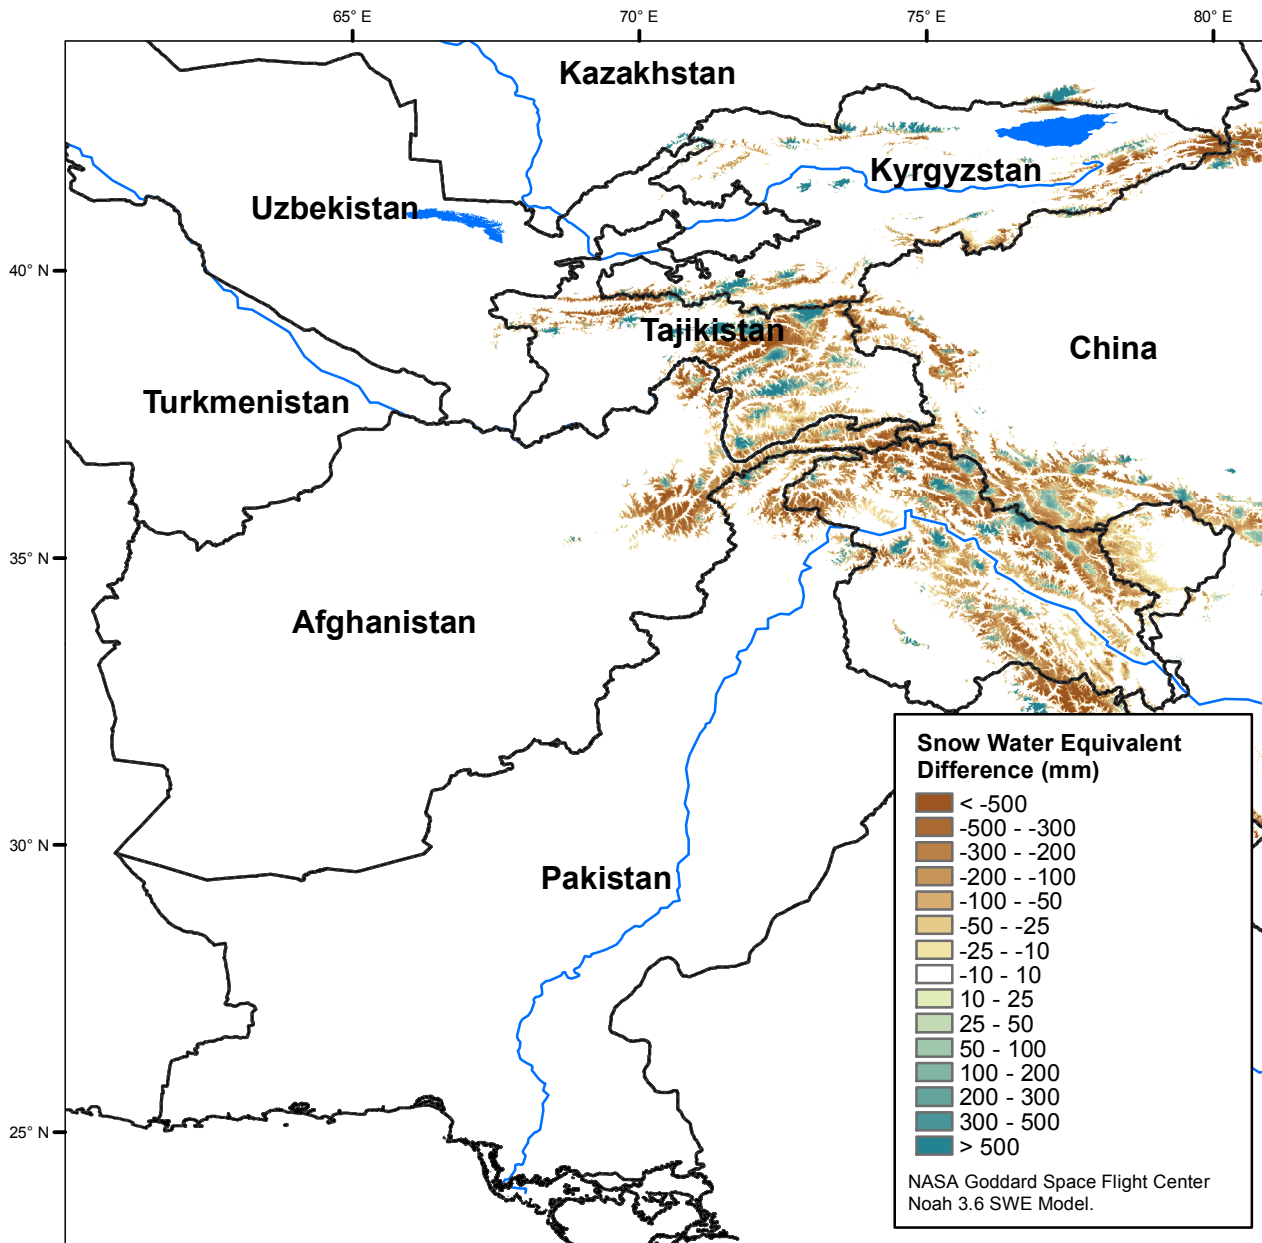 65° E
70° E
75° E
80° E
Kazakhstan
Kyrgyzstan
Uzbekistan
40° N
Tajikistan
China
Turkmenistan
35° N
Afghanistan
30° N
Pakistan
25° N
Snow Water Equivalent
Difference (mm)
< -500
-500 - -300
-300 - -200
-200 - -100
-100 - -50
-50 - -25
-25 - -10
-10 - 10
10 - 25
25 - 50
50 - 100
100 - 200
200 - 300
300 - 500
> 500
NASA Goddard Space Flight Center
Noah 3.6 SWE Model.